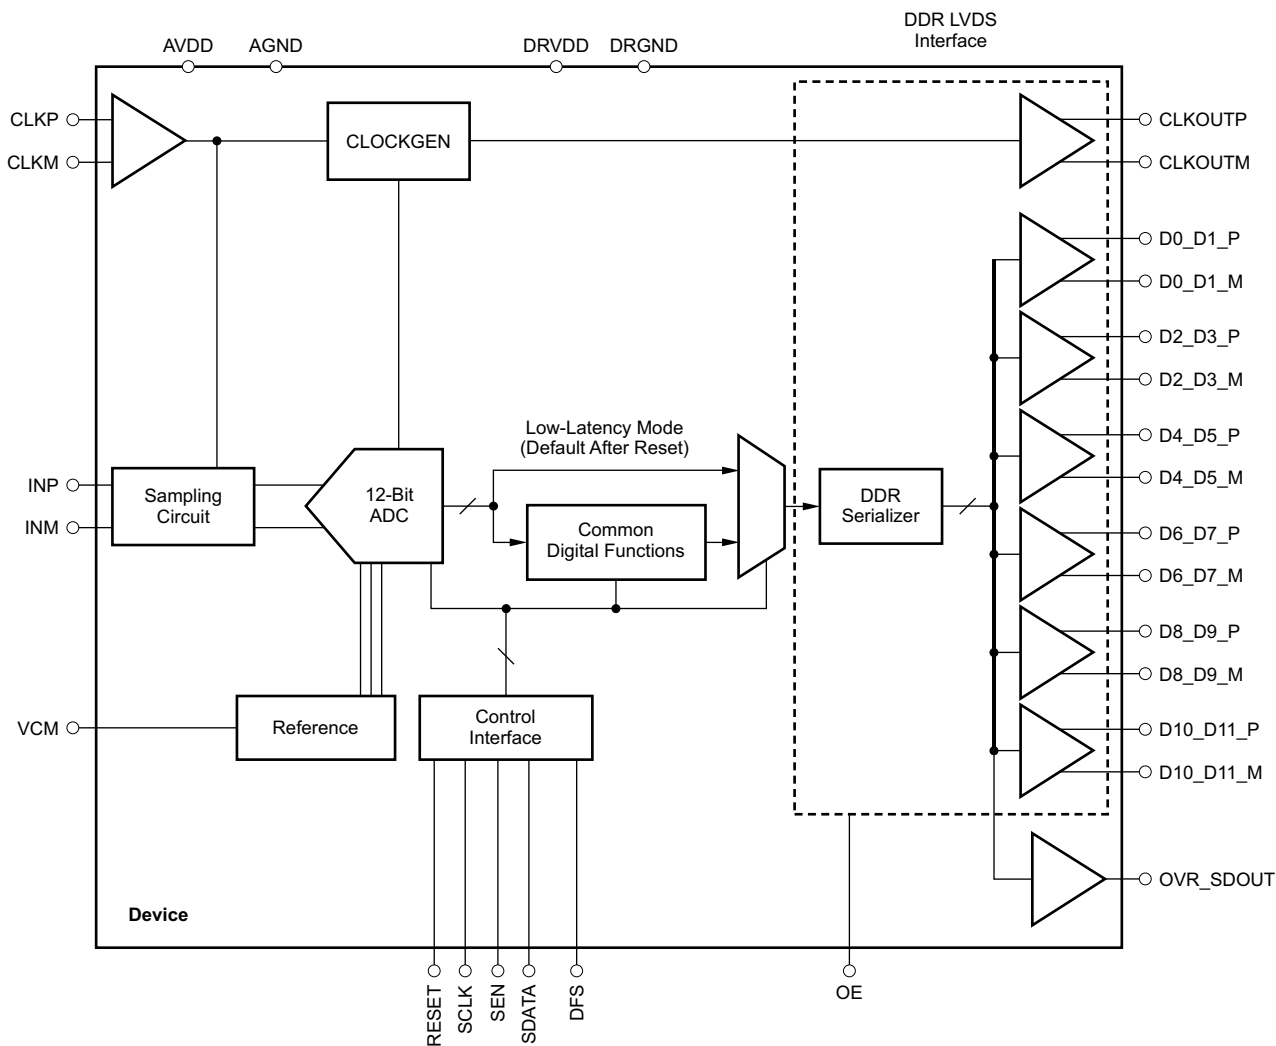 DDR LVDS
Interface
AVDD
AGND
DRVDD
DRGND
CLKP
CLKM
CLOCKGEN
CLKOUTP
CLKOUTM
D0_D1_P
D0_D1_M
D2_D3_P
D2_D3_M
Low-Latency Mode
(Default After Reset)
D4_D5_P
D4_D5_M
INP
INM
Sampling
Circuit
12-Bit
ADC
Common
Digital Functions
DDR
Serializer
D6_D7_P
D6_D7_M
D8_D9_P
D8_D9_M
VCM
Reference
Control
Interface
D10_D11_P
D10_D11_M
OVR_SDOUT
Device
RESET
SCLK
SEN
SDATA
DFS
OE